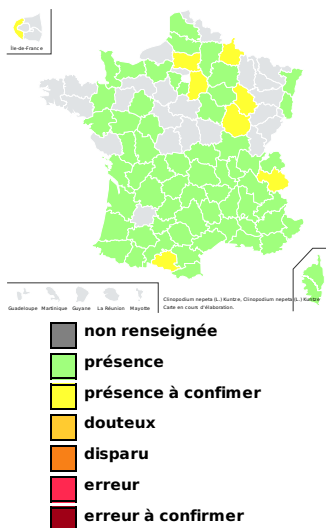 Île-de-France
Clinopodium nepeta (L.) Kuntze, Clinopodium nepeta (L.) Kuntze
Carte en cours d'élaboration.
Guadeloupe Martinique Guyane La Réunion Mayotte
non renseignée
présence
présence à confimer
douteux
disparu
erreur
erreur à confirmer